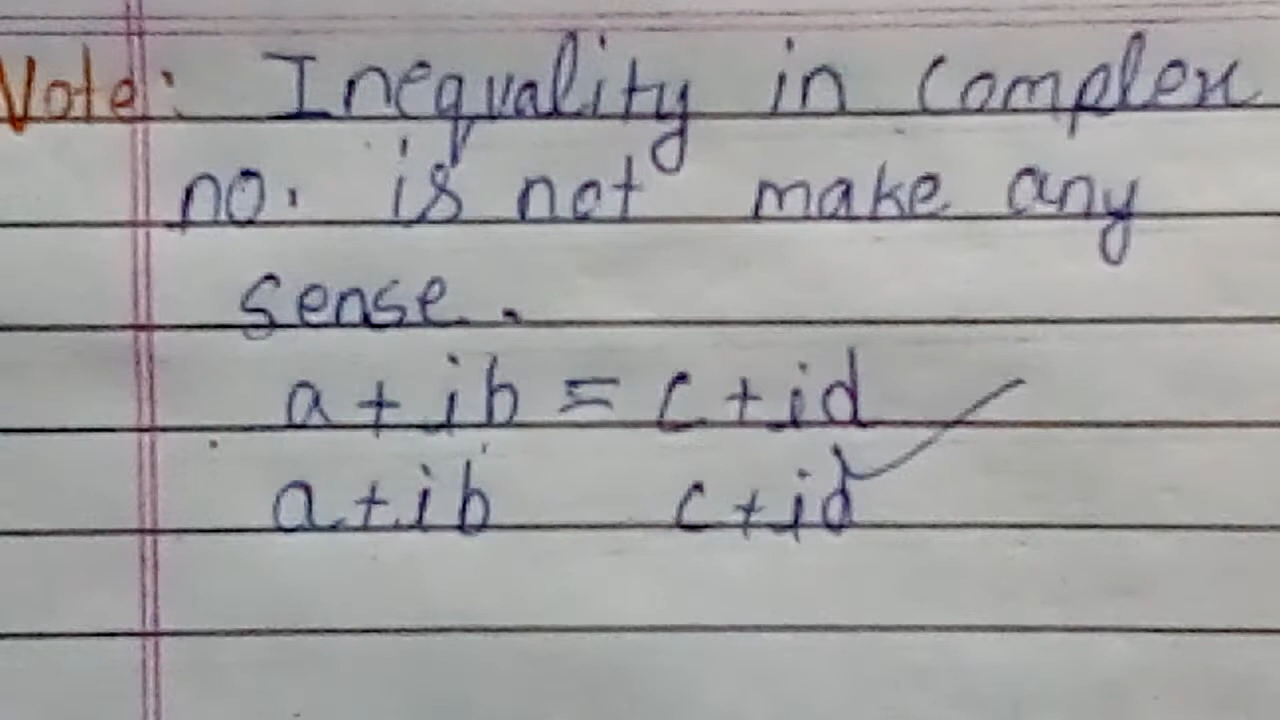 Note: Inequality in complex
no. is not make any
sense.
a + ib = c + id
a + ib c + id